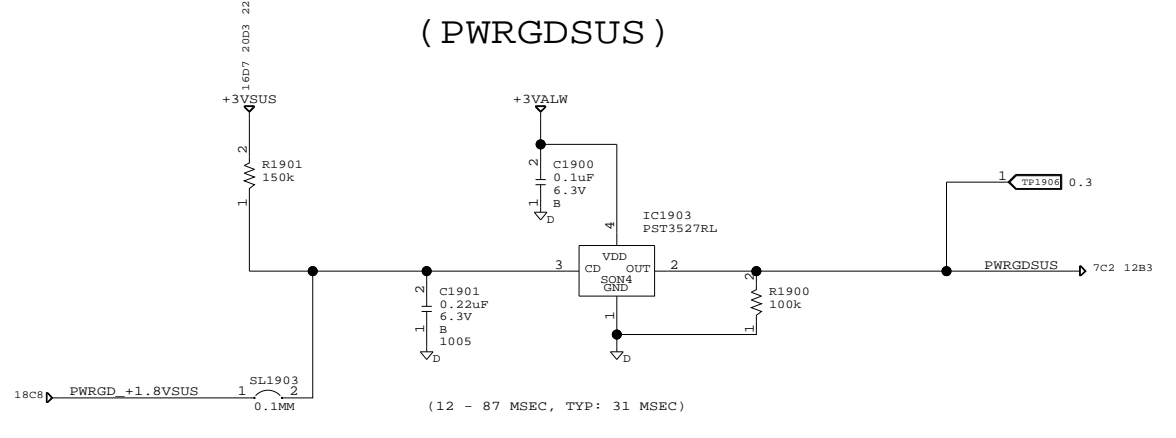 (PWRGDSUS)
16D7 20D3 22
+3VSUS
+3VALW
2
R1901
150k
1
2
C1900
0.1uF
6.3V
B
1
D
4
IC1903
PST3527RL
VDD
3
CD
OUT
2
SON4
GND
1
D
1
TP1906
0.3
PWRGDSUS
7C2 12B3
2
C1901
0.22uF
6.3V
B
1005
1
D
2
R1900
100k
1
18C8
PWRGD_+1.8VSUS
1
SL1903
2
0.1MM
(12 - 87 MSEC, TYP: 31 MSEC)